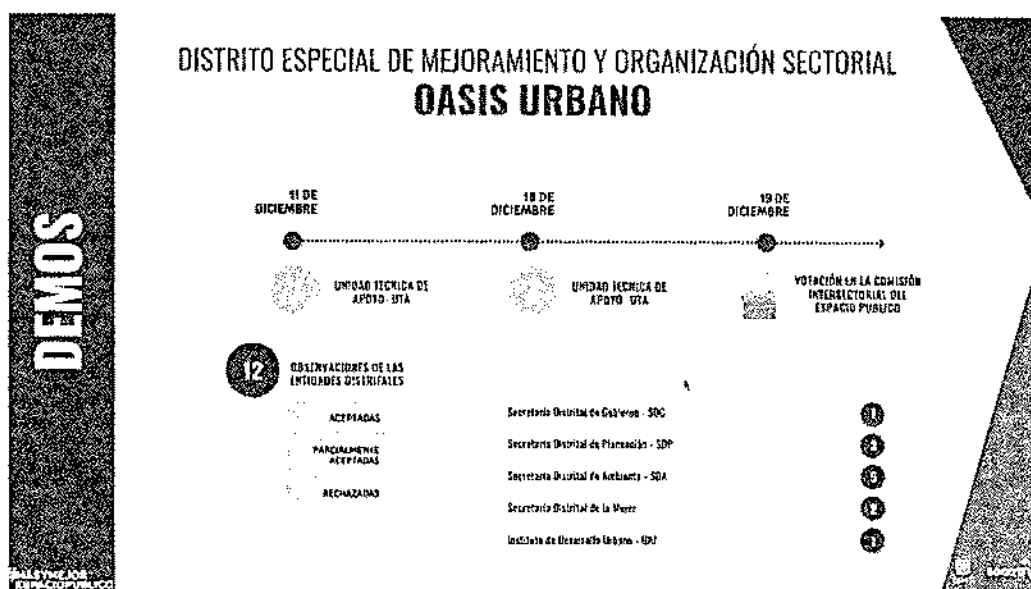 DISTRITO ESPECIAL DE MEJORAMIENTO Y ORGANIZACIÓN SECTORIAL
OASIS URBANO
DEMOS
11 DE
DICIEMBRE
18 DE
DICIEMBRE
19 DE
DICIEMBRE
UNIDAD TECNICA DE
APOYO - UTA
UNIDAD TECNICA DE
APOYO - UTA
VOTACIÓN EN LA COMISIÓN
INTERSECTORIAL DEL
ESPACIO PUBLICO
12
OBSERVACIONES DE LAS
ENTIDADES DISTRITALES
ACEPTADAS
PARCIALMENTE
ACEPTADAS
RECHAZADAS
Secretaría Distrital de Gobierno - SDG
Secretaría Distrital de Planeación - SDP
Secretaría Distrital de Ambiente - SDA
Secretaría Distrital de la Mujer
Instituto de Desarrollo Urbano - IDU
ESPACIOPUBLICO